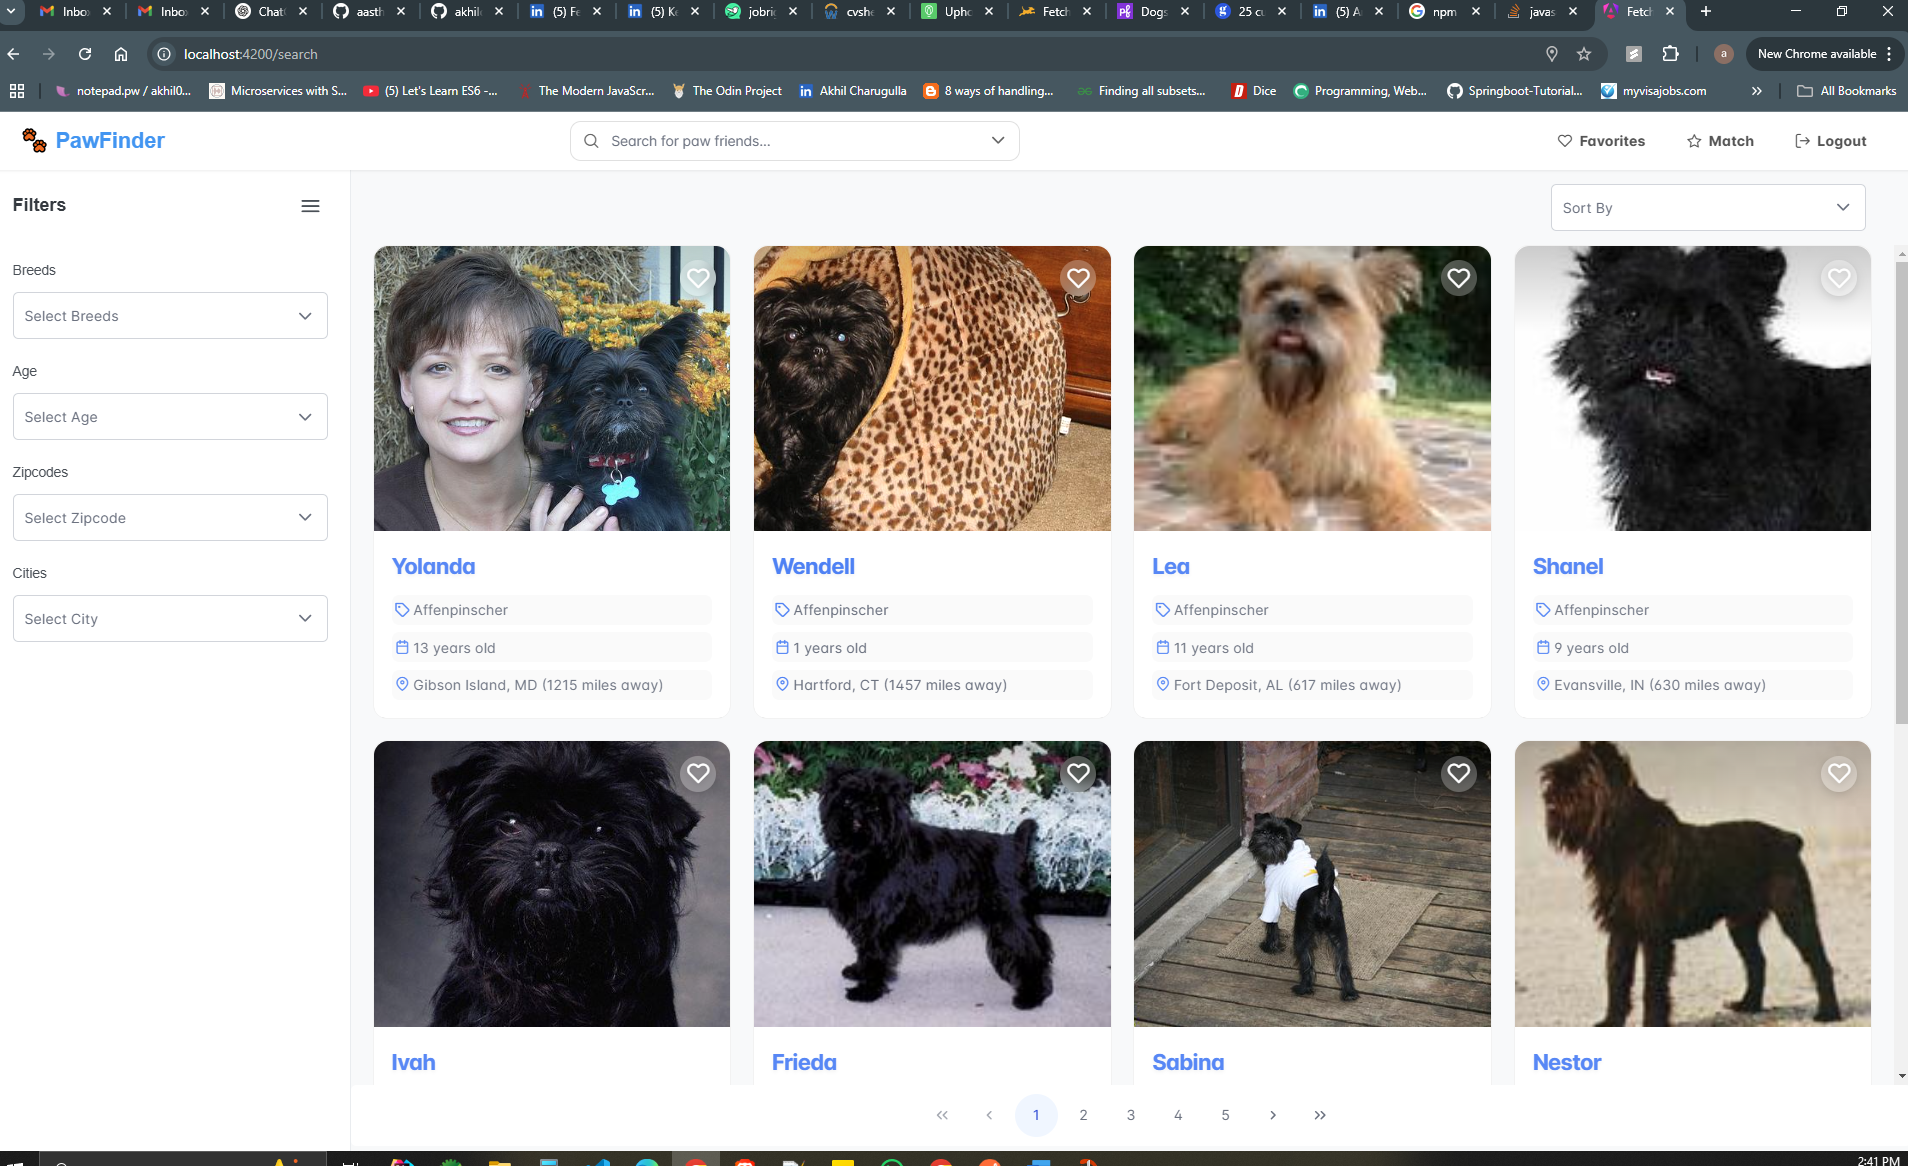 Inbo
Inbo
Chat
aasth
akhil
(5) Fe
(5) Ke
jobrig
cvshe
Upho
Fetch
Dogs
25 cu
(5) A
npm
javas
Fetch
localhost:4200/search
a
New Chrome available
notepad.pw / akhil0...
Microservices with S...
(5) Let's Learn ES6 -...
The Modern JavaScr...
The Odin Project
Akhil Charugulla
8 ways of handling...
Finding all subsets...
Dice
Programming, Web...
Springboot-Tutorial...
myvisajobs.com
All Bookmarks
PawFinder
Search for paw friends...
Favorites
Match
Logout
Filters
Sort By
Breeds
Select Breeds
Age
Select Age
Zipcodes
Select Zipcode
Cities
Select City
Yolanda
Affenpinscher
13 years old
Gibson Island, MD (1215 miles away)
Wendell
Affenpinscher
1 years old
Hartford, CT (1457 miles away)
Lea
Affenpinscher
11 years old
Fort Deposit, AL (617 miles away)
Shanel
Affenpinscher
9 years old
Evansville, IN (630 miles away)
Ivah
Frieda
Sabina
Nestor
1 2 3 4 5
2:41 PM